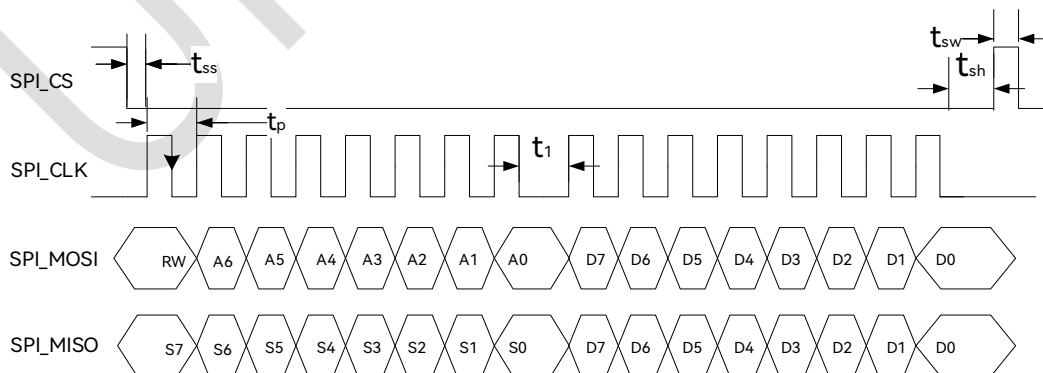 tsw
tss
tsh
SPI_CS
tp
t1
SPI_CLK
SPI_MOSI RW A6 A5 A4 A3 A2 A1 A0 D7 D6 D5 D4 D3 D2 D1 D0
SPI_MISO S7 S6 S5 S4 S3 S2 S1 S0 D7 D6 D5 D4 D3 D2 D1 D0